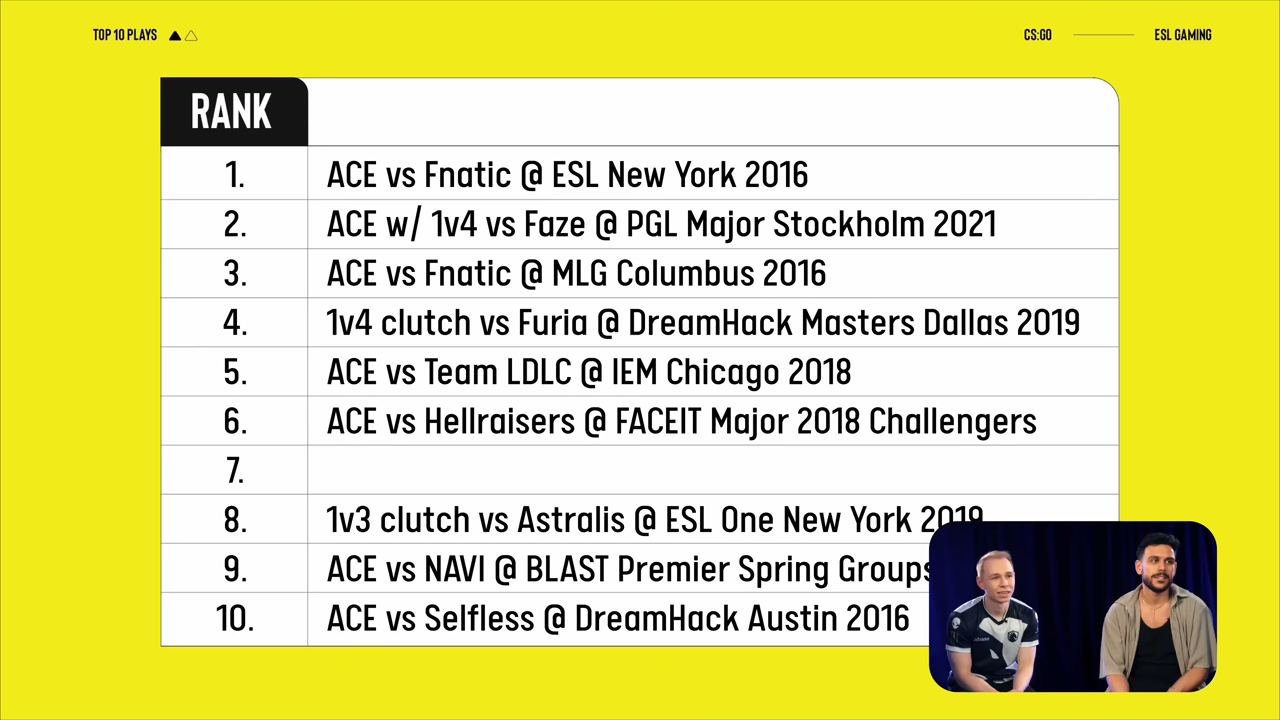 TOP 10 PLAYS
CS:GO
ESL GAMING
RANK
1. ACE vs Fnatic @ ESL New York 2016
2. ACE w/ 1v4 vs Faze @ PGL Major Stockholm 2021
3. ACE vs Fnatic @ MLG Columbus 2016
4. 1v4 clutch vs Furia @ DreamHack Masters Dallas 2019
5. ACE vs Team LDLC @ IEM Chicago 2018
6. ACE vs Hellraisers @ FACEIT Major 2018 Challengers
7.
8. 1v3 clutch vs Astralis @ ESL One New York 2019
9. ACE vs NAVI @ BLAST Premier Spring Groups
10. ACE vs Selfless @ DreamHack Austin 2016